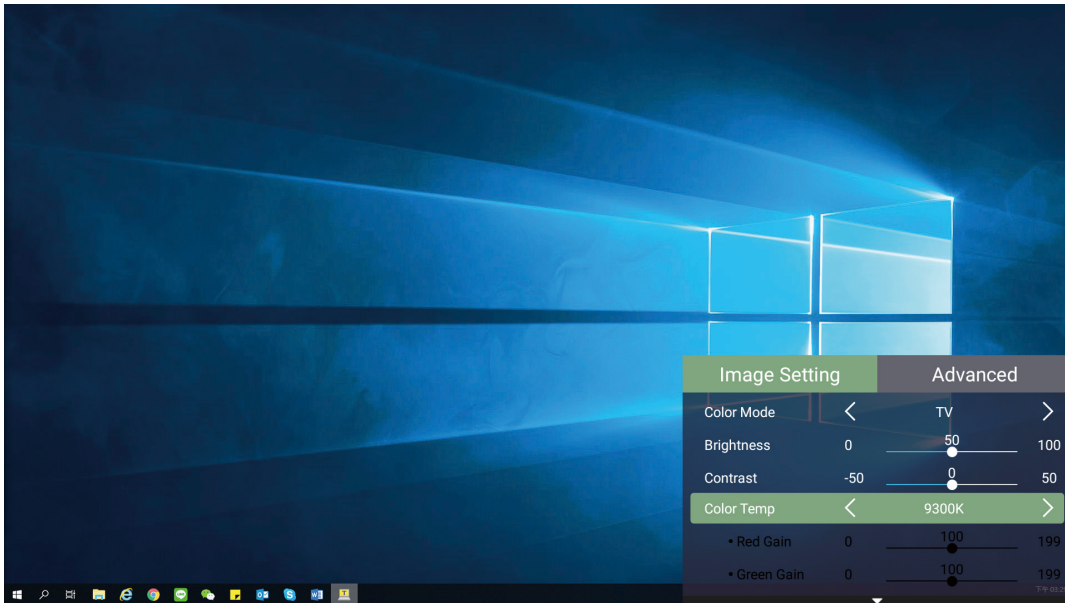 Image Setting Advanced
Color Mode TV
Brightness 0 50 100
Contrast -50 0 50
Color Temp 9300K
• Red Gain 0 100 199
• Green Gain 0 100 199